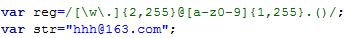 var reg=/[\w\.]{2,255}@[a-z0-9]{1,255}.()/;
var str="hhh@163.com";